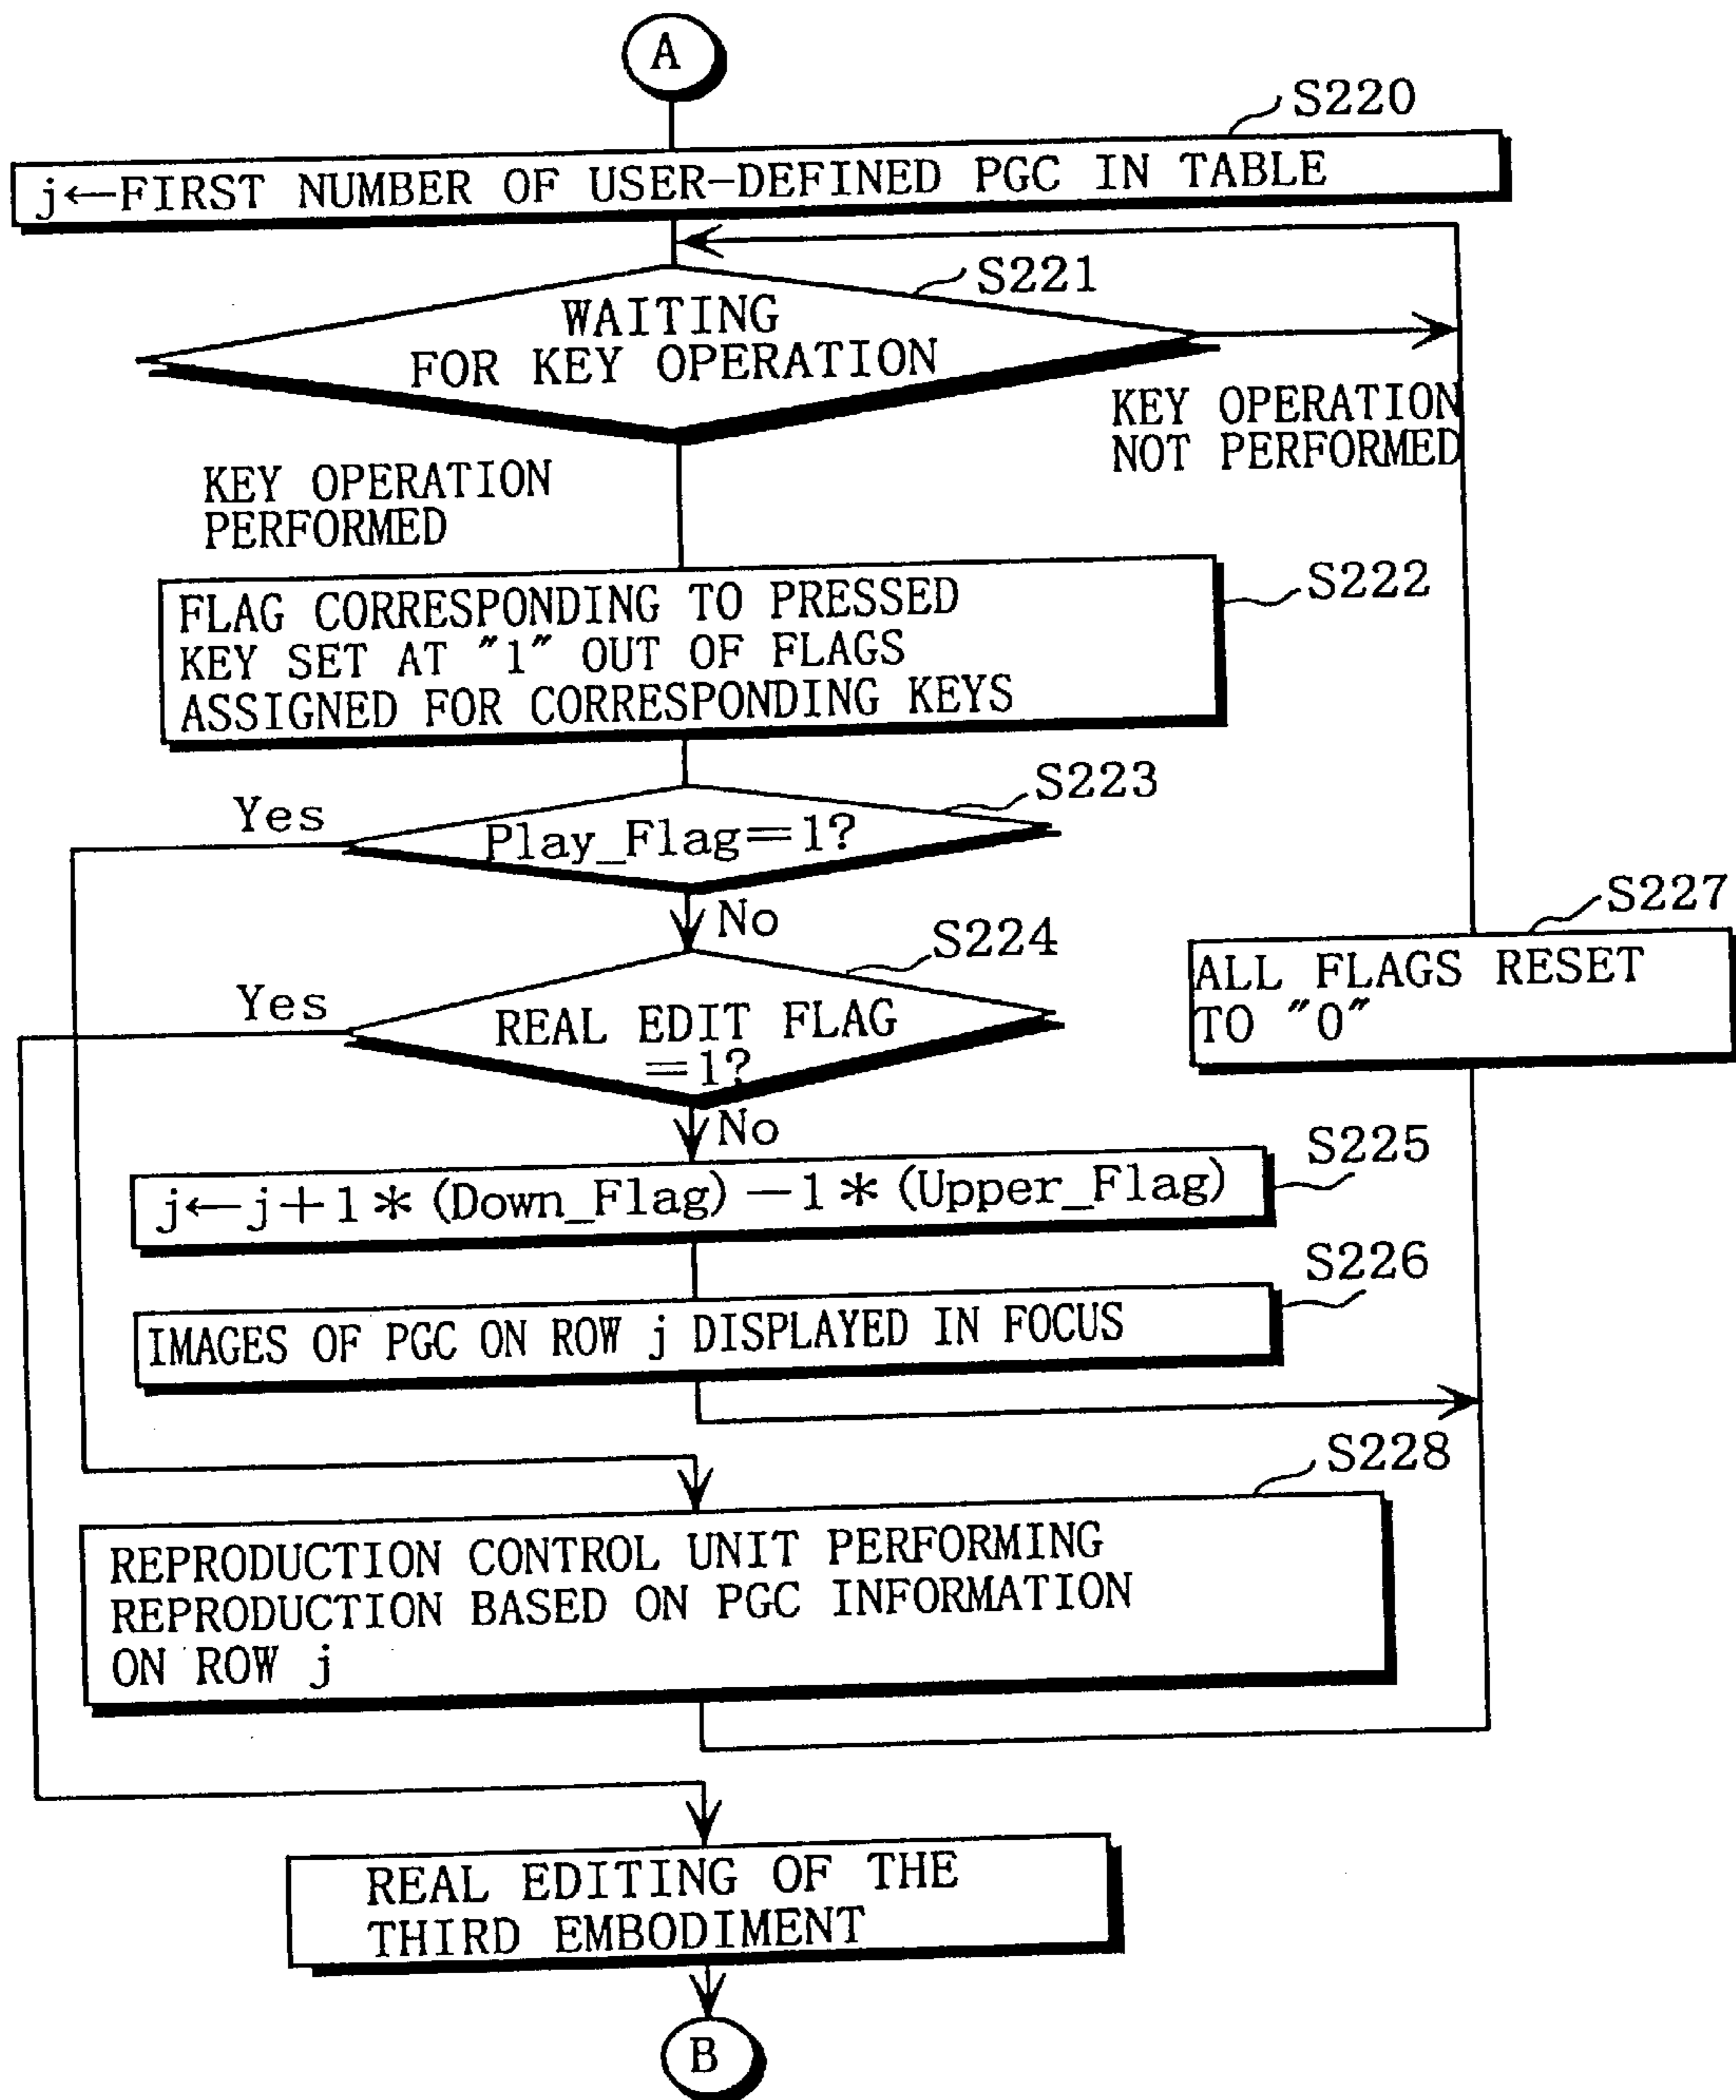 A
S220
j←FIRST NUMBER OF USER-DEFINED PGC IN TABLE
S221
WAITING
FOR KEY OPERATION
KEY OPERATION
NOT PERFORMED
KEY OPERATION
PERFORMED
S222
FLAG CORRESPONDING TO PRESSED
KEY SET AT "1" OUT OF FLAGS
ASSIGNED FOR CORRESPONDING KEYS
S223
Yes
Play_Flag=1?
No
S227
ALL FLAGS RESET
TO "0"
S224
Yes
REAL EDIT FLAG
=1?
No
S225
j←j+1*(Down_Flag)-1*(Upper_Flag)
S226
IMAGES OF PGC ON ROW j DISPLAYED IN FOCUS
S228
REPRODUCTION CONTROL UNIT PERFORMING
REPRODUCTION BASED ON PGC INFORMATION
ON ROW j
REAL EDITING OF THE
THIRD EMBODIMENT
B